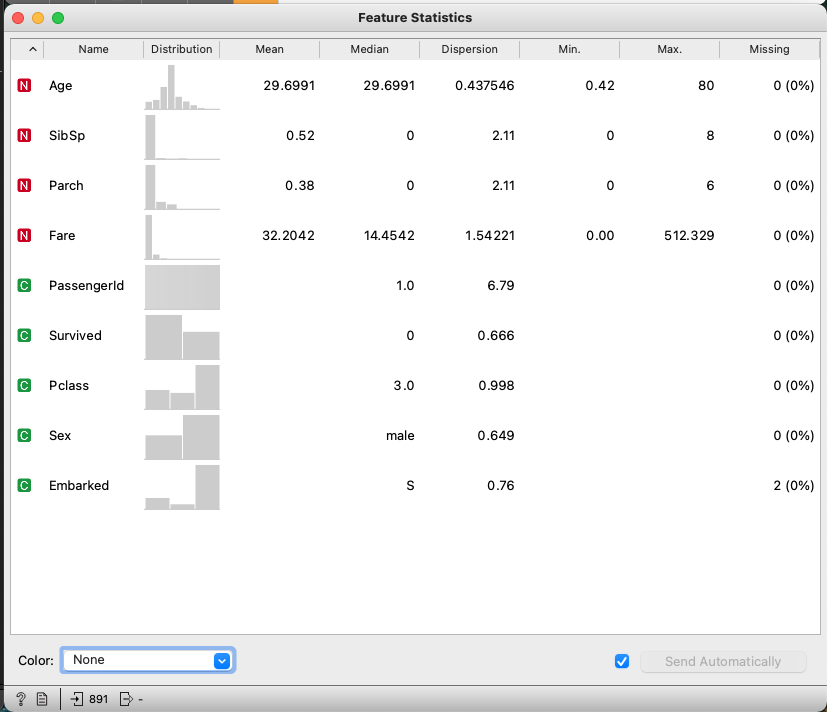 Feature Statistics
Name Distribution Mean Median Dispersion Min. Max. Missing
N Age 29.6991 29.6991 0.437546 0.42 80 0 (0%)
N SibSp 0.52 0 2.11 0 8 0 (0%)
N Parch 0.38 0 2.11 0 6 0 (0%)
N Fare 32.2042 14.4542 1.54221 0.00 512.329 0 (0%)
C PassengerId 1.0 6.79 0 (0%)
C Survived 0 0.666 0 (0%)
C Pclass 3.0 0.998 0 (0%)
C Sex male 0.649 0 (0%)
C Embarked S 0.76 2 (0%)
Color: None Send Automatically
? 891 -